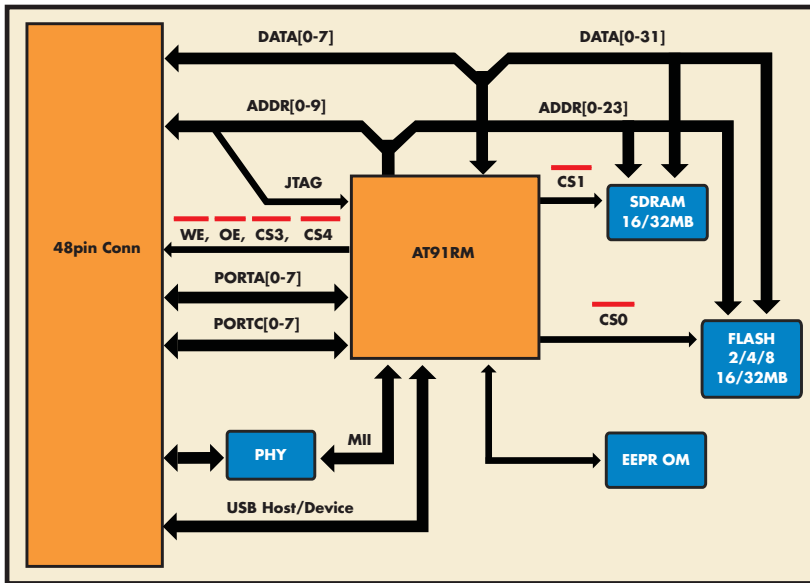 DATA[0-7]
DATA[0-31]
ADDR[0-9]
ADDR[0-23]
JTAG
CS1
SDRAM
16/32MB
WE, OE, CS3, CS4
48pin Conn
AT91RM
PORTA[0-7]
CS0
PORTC[0-7]
FLASH
2/4/8
16/32MB
MII
PHY
EEPR OM
USB Host/Device